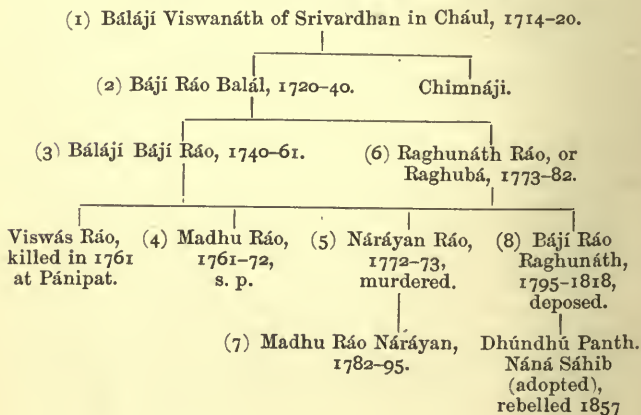 (1) Bálájí Viswanáth of Srivardhan in Chául, 1714-20.
(2) Bájí Ráo Balál, 1720-40.
Chimnáji.
(3) Bálájí Bájí Ráo, 1740-61.
(6) Raghunáth Ráo, or
Raghubá, 1773-82.
Viswás Ráo,
killed in 1761
at Pánipat.
(4) Madhu Ráo,
1761-72,
s. p.
(5) Náráyan Ráo,
1772-73,
murdered.
(8) Bájí Ráo
Raghunáth,
1795-1818,
deposed.
(7) Madhu Ráo Náráyan,
1782-95.
Dhúndhú Panth.
Náná Sáhib
(adopted),
rebelled 1857